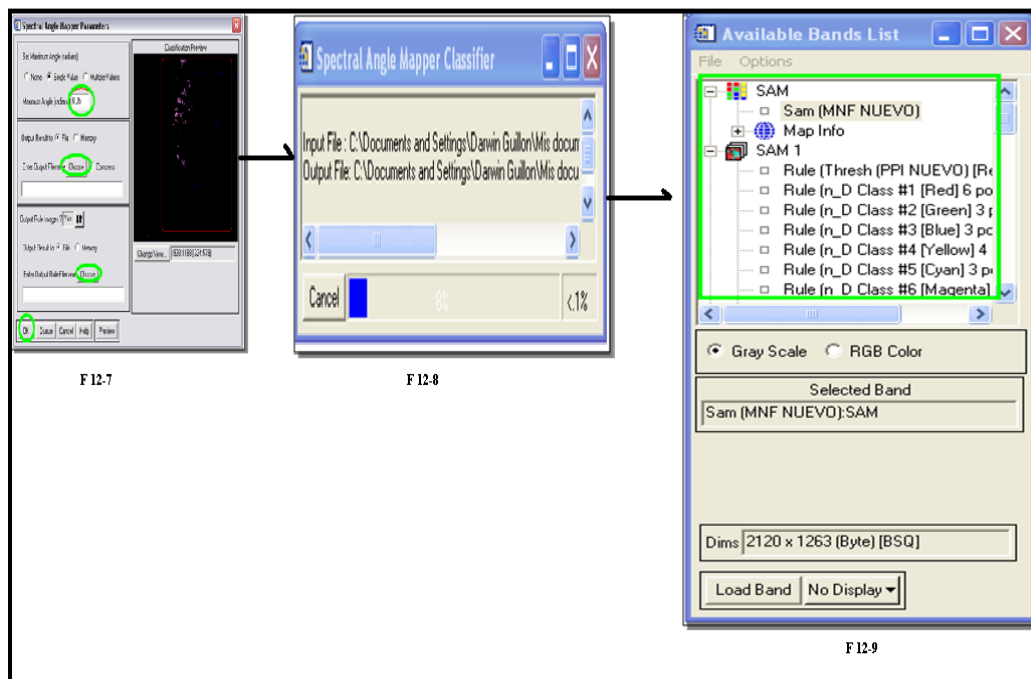 Spectral Angle Mapper Parameters
Classification Preview
Set Maximum Angle (radians)
None Single Value Multiple Values
Maximum Angle (radians)
Output Result to File Memory
Enter Output Filename Choose Compress
Output Rule Images ? Yes
Output Result to File Memory
Enter Output Rule Filename Choose
Change View...
OK Queue Cancel Help Preview
F 12-7
Spectral Angle Mapper Classifier
Input File : C:\Documents and Settings\Darwin Guillon\Mis docum
Output File: C:\Documents and Settings\Darwin Guillon\Mis docu
Cancel 8% <.1%
F 12-8
Available Bands List
File Options
SAM
Sam (MNF NUEVO)
Map Info
SAM 1
Rule (Thresh (PPI NUEVO) [Re
Rule (n_D Class #1 [Red] 6 po
Rule (n_D Class #2 [Green] 3 p
Rule (n_D Class #3 [Blue] 3 po
Rule (n_D Class #4 [Yellow] 4
Rule (n_D Class #5 [Cyan] 3 p
Rule (n_D Class #6 [Magenta]
Gray Scale RGB Color
Selected Band
Sam (MNF NUEVO):SAM
Dims 2120 x 1263 (Byte) [BSQ]
Load Band No Display
F 12-9